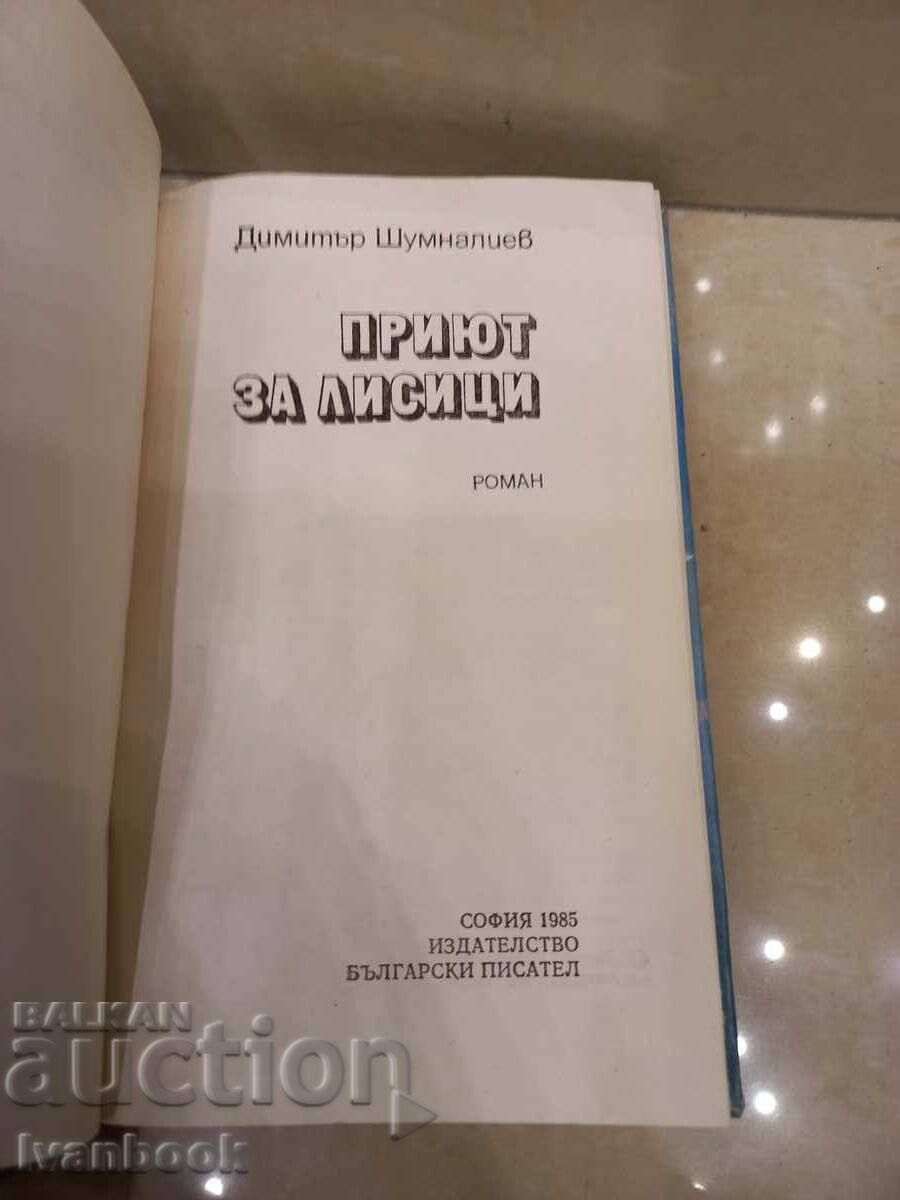 Димитър Шумналиев
ПРИЮТ
ЗА ЛИСИЦИ
РОМАН
СОФИЯ 1985
ИЗДАТЕЛСТВО
БЪЛГАРСКИ ПИСАТЕЛ
BALKAN
auction
Ivanbook